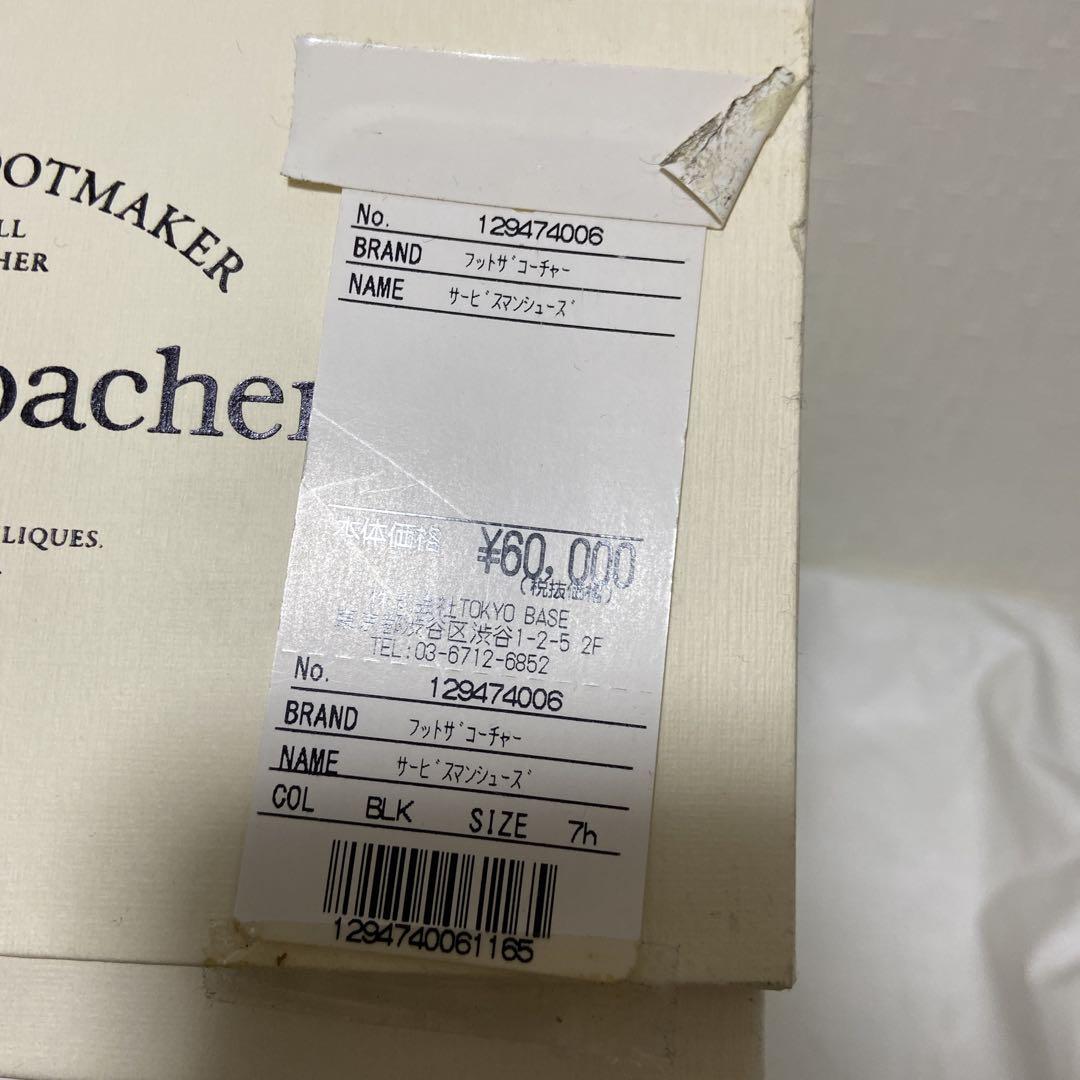 OOTMAKER
LL
HER
bacher
LIQUES.
No. 129474006
BRAND ﾌｯﾄｻﾞｺｰﾁｬｰ
NAME ｻｰﾋﾞｽﾏﾝｼｭｰｽﾞ
本体価格 ¥60,000
(税抜価格)
会社TOKYO BASE
東京都渋谷区渋谷1-2-5 2F
TEL:03-6712-6852
No. 129474006
BRAND ﾌｯﾄｻﾞｺｰﾁｬｰ
NAME ｻｰﾋﾞｽﾏﾝｼｭｰｽﾞ
COL BLK SIZE 7h
1294740061165